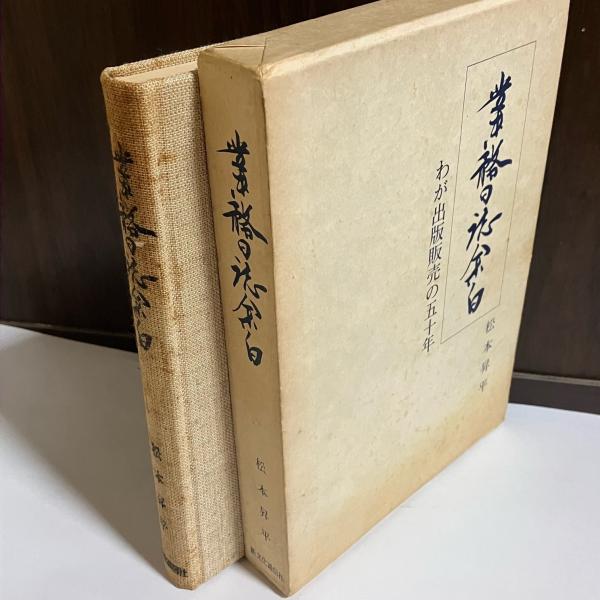 業務日誌余白
わが出版販売の五十年
松本昇平
業務日誌余白
松本昇平
新文化通信社
業務日誌余白
松本昇平